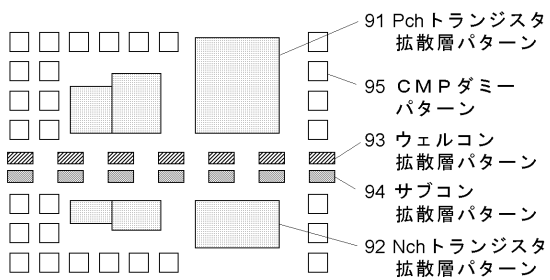 91 Pchトランジスタ
拡散層パターン
95 ＣＭＰダミー
パターン
93 ウェルコン
拡散層パターン
94 サブコン
拡散層パターン
92 Nchトランジスタ
拡散層パターン